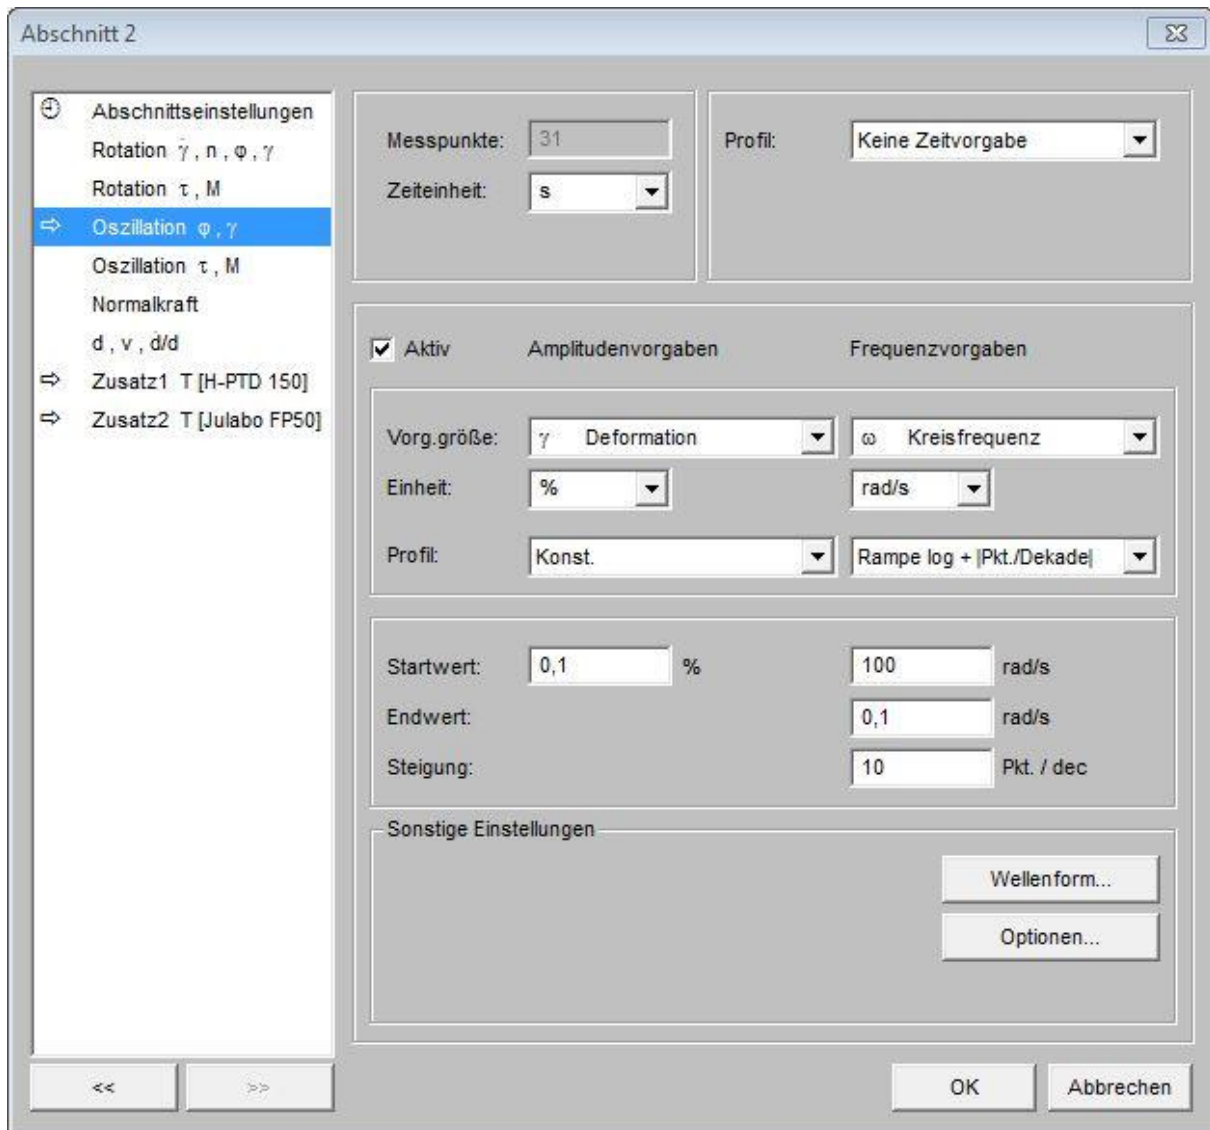 Abschnitt 2
Abschnittseinstellungen
Rotation γ̇ , n , φ , γ
Rotation τ , M
Oszillation φ , γ
Oszillation τ , M
Normalkraft
d , v , ḋ/d
Zusatz1 T [H-PTD 150]
Zusatz2 T [Julabo FP50]
<< >>
Messpunkte: 31
Zeiteinheit: s
Profil: Keine Zeitvorgabe
Aktiv Amplitudenvorgaben Frequenzvorgaben
Vorg.größe: γ Deformation ω Kreisfrequenz
Einheit: % rad/s
Profil: Konst. Rampe log + |Pkt./Dekade|
Startwert: 0,1 % 100 rad/s
Endwert: 0,1 rad/s
Steigung: 10 Pkt. / dec
Sonstige Einstellungen
Wellenform...
Optionen...
OK Abbrechen